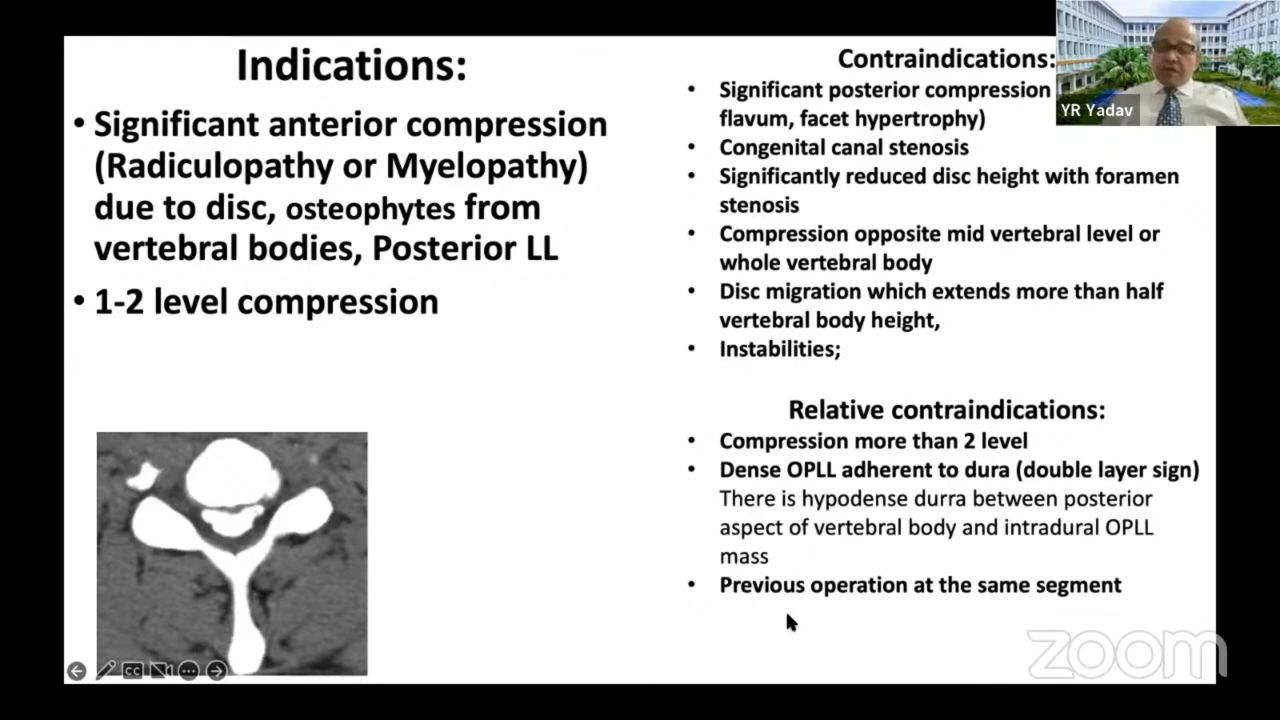 Indications:
• Significant anterior compression
(Radiculopathy or Myelopathy)
due to disc, osteophytes from
vertebral bodies, Posterior LL
• 1-2 level compression
Contraindications:
• Significant posterior compression
flavum, facet hypertrophy)
• Congenital canal stenosis
• Significantly reduced disc height with foramen
stenosis
• Compression opposite mid vertebral level or
whole vertebral body
• Disc migration which extends more than half
vertebral body height,
• Instabilities;
Relative contraindications:
• Compression more than 2 level
• Dense OPLL adherent to dura (double layer sign)
There is hypodense durra between posterior
aspect of vertebral body and intradural OPLL
mass
• Previous operation at the same segment
YR Yadav
CC
zoom